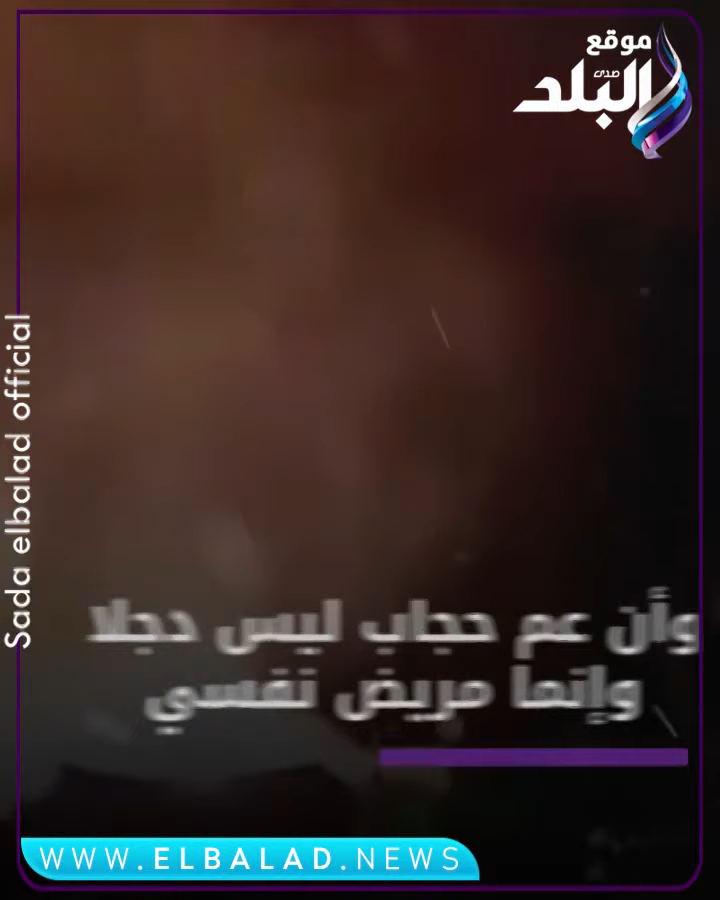 موقع
صدى
البلد
Sada elbalad official
وأن عم حجاب ليس دجلا
وإنما مريض نفسي
WWW.ELBALAD.NEWS